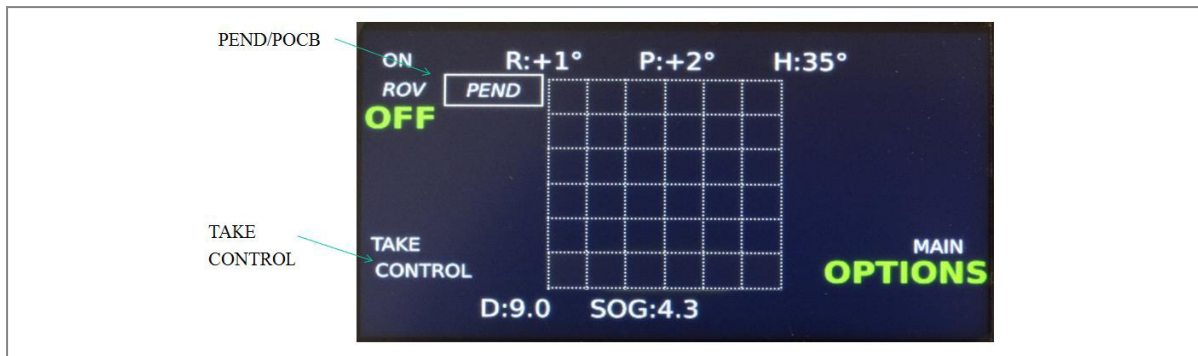 PEND/POCB
ON R:+1° P:+2° H:35°
ROV PEND
OFF
TAKE
CONTROL
TAKE
CONTROL
MAIN
OPTIONS
D:9.0 SOG:4.3